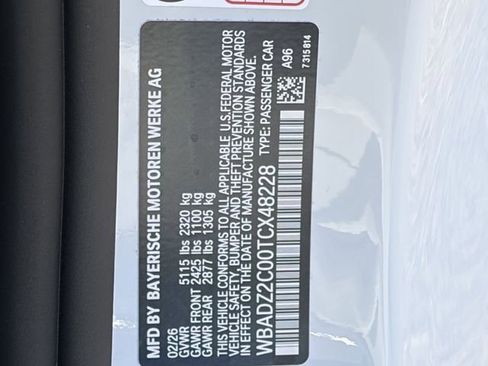 MFD BY BAYERISCHE MOTOREN WERKE AG
02/26
GVWR 5115 lbs 2320 kg
GAWR FRONT 2425 lbs 1100 kg
GAWR REAR 2877 lbs 1305 kg
THIS VEHICLE CONFORMS TO ALL APPLICABLE U.S.FEDERAL MOTOR
VEHICLE SAFETY, BUMPER AND THEFT PREVENTION STANDARDS
IN EFFECT ON THE DATE OF MANUFACTURE SHOWN ABOVE.
WBADZ2C00TCX48228 TYPE: PASSENGER CAR
A96
7315814